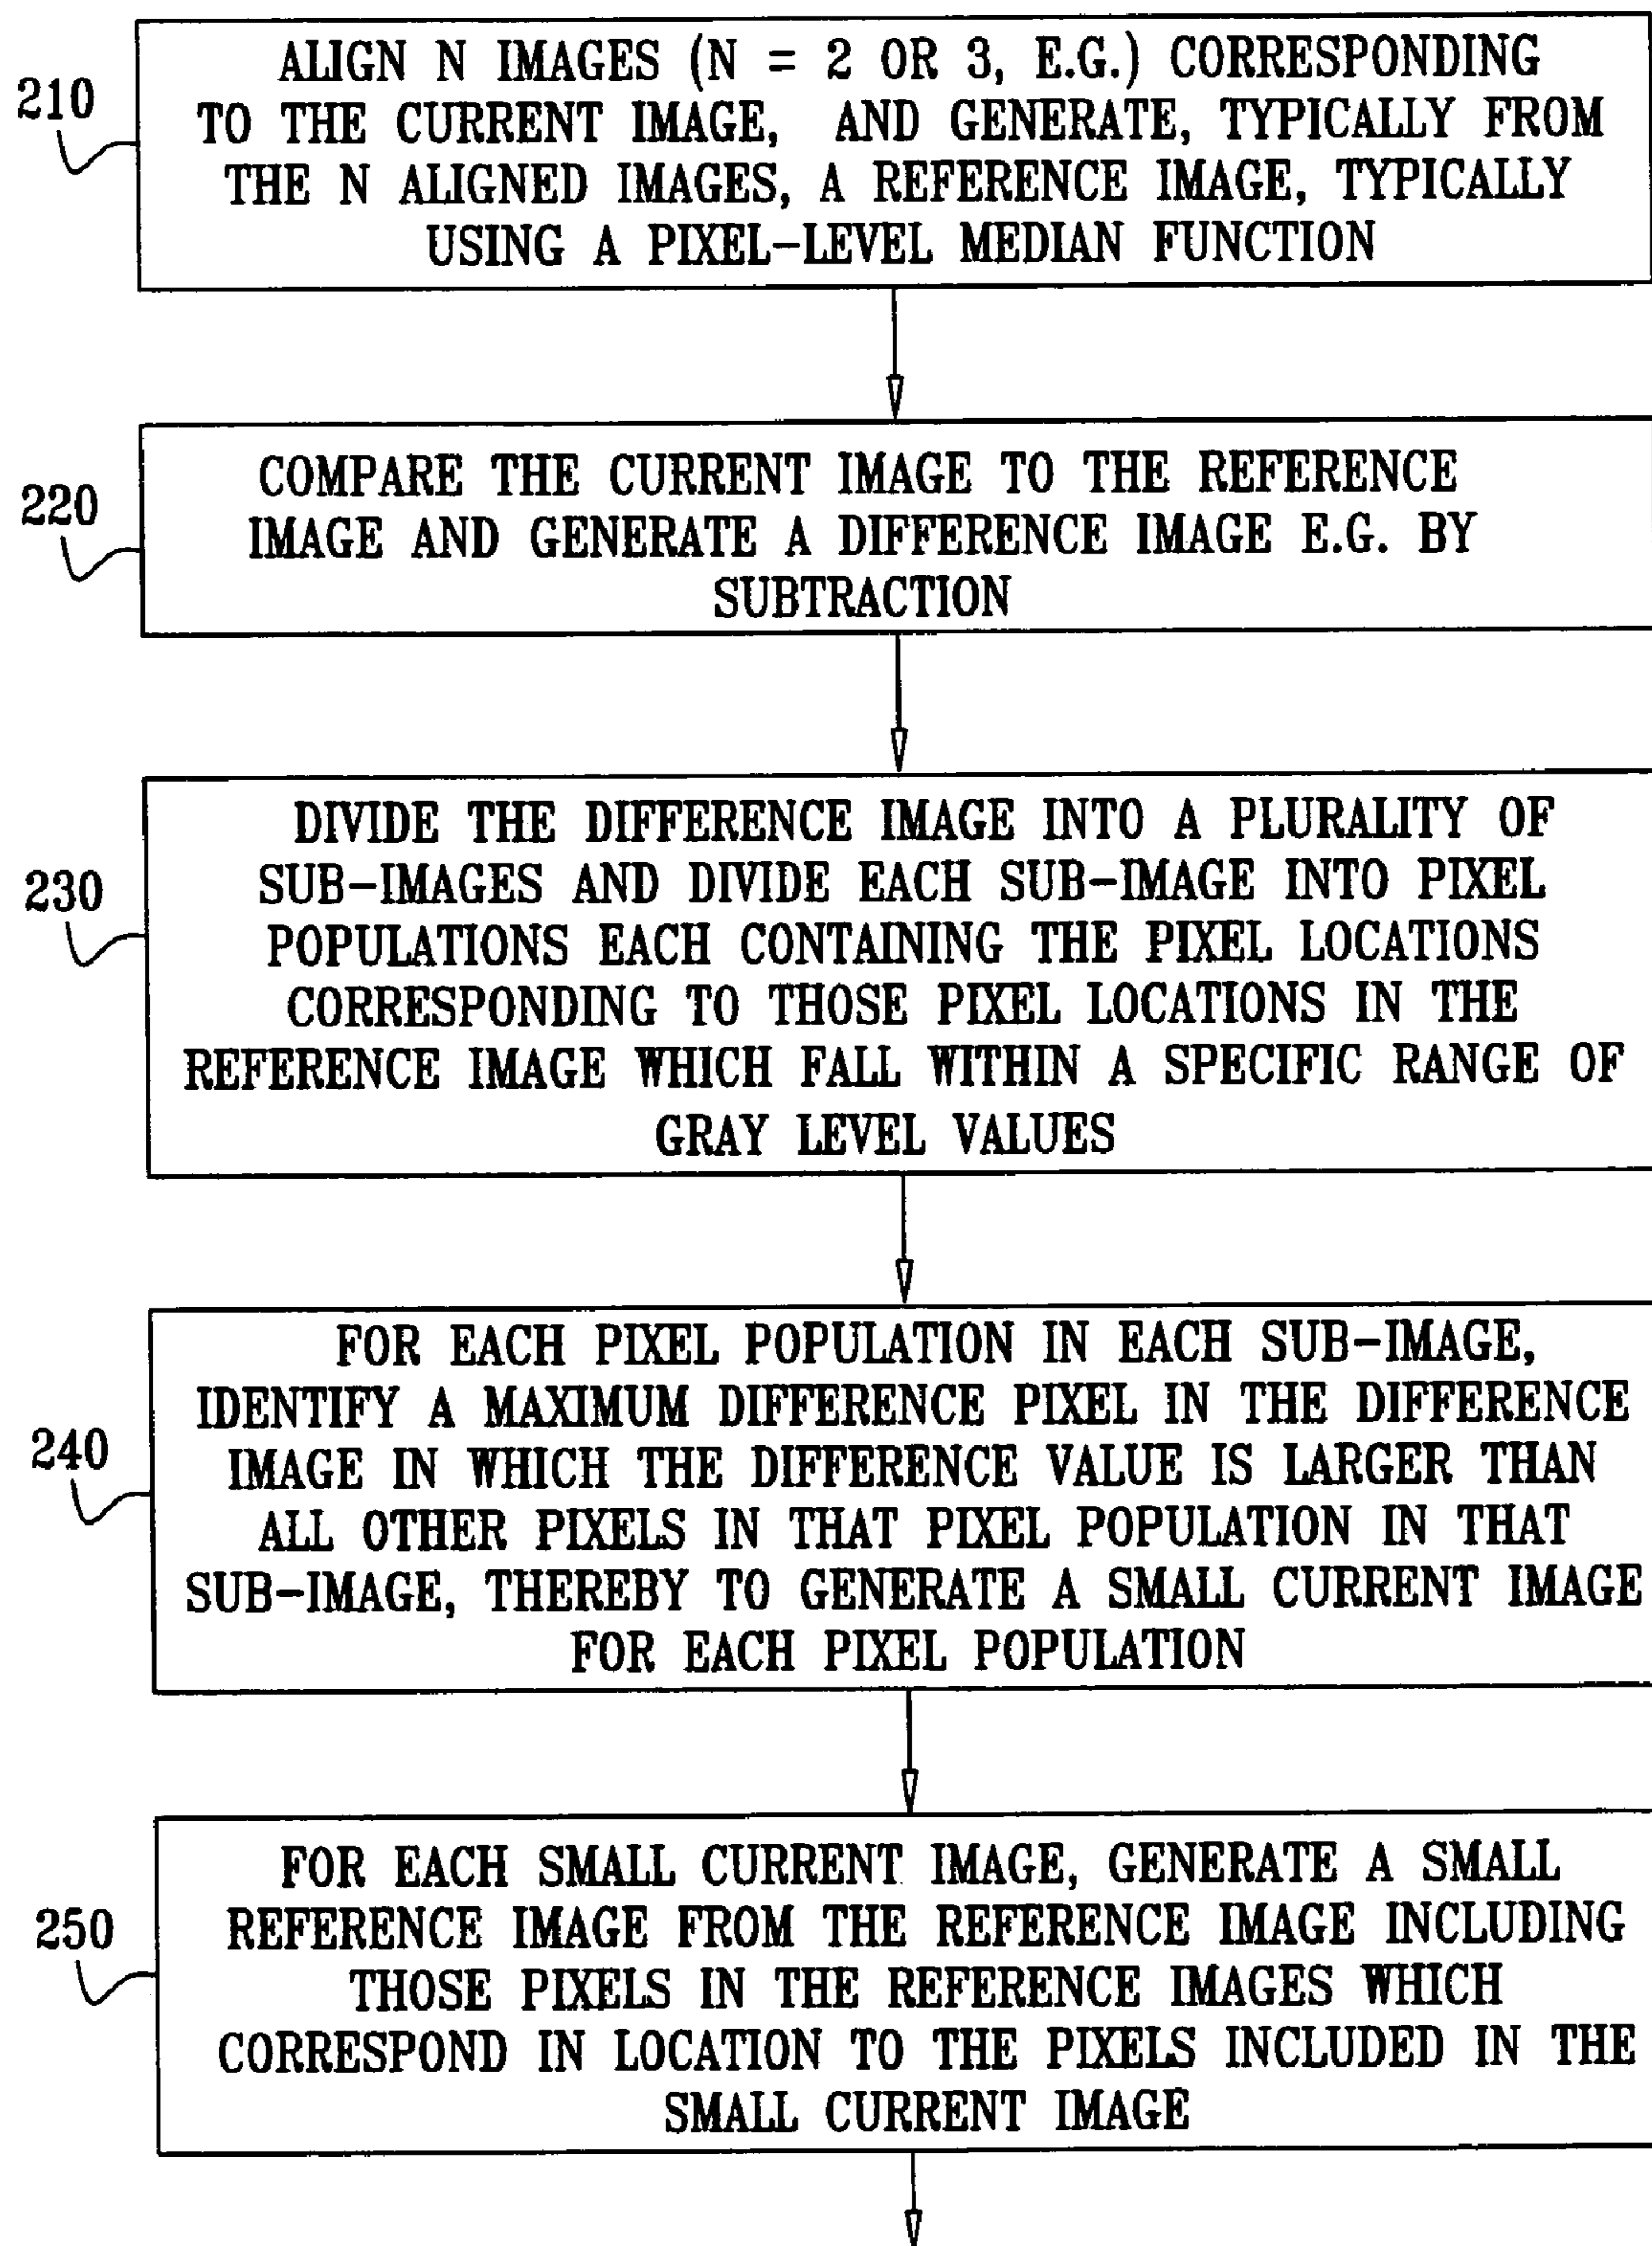 210
ALIGN N IMAGES (N = 2 OR 3, E.G.) CORRESPONDING
TO THE CURRENT IMAGE, AND GENERATE, TYPICALLY FROM
THE N ALIGNED IMAGES, A REFERENCE IMAGE, TYPICALLY
USING A PIXEL-LEVEL MEDIAN FUNCTION
220
COMPARE THE CURRENT IMAGE TO THE REFERENCE
IMAGE AND GENERATE A DIFFERENCE IMAGE E.G. BY
SUBTRACTION
230
DIVIDE THE DIFFERENCE IMAGE INTO A PLURALITY OF
SUB-IMAGES AND DIVIDE EACH SUB-IMAGE INTO PIXEL
POPULATIONS EACH CONTAINING THE PIXEL LOCATIONS
CORRESPONDING TO THOSE PIXEL LOCATIONS IN THE
REFERENCE IMAGE WHICH FALL WITHIN A SPECIFIC RANGE OF
GRAY LEVEL VALUES
240
FOR EACH PIXEL POPULATION IN EACH SUB-IMAGE,
IDENTIFY A MAXIMUM DIFFERENCE PIXEL IN THE DIFFERENCE
IMAGE IN WHICH THE DIFFERENCE VALUE IS LARGER THAN
ALL OTHER PIXELS IN THAT PIXEL POPULATION IN THAT
SUB-IMAGE, THEREBY TO GENERATE A SMALL CURRENT IMAGE
FOR EACH PIXEL POPULATION
250
FOR EACH SMALL CURRENT IMAGE, GENERATE A SMALL
REFERENCE IMAGE FROM THE REFERENCE IMAGE INCLUDING
THOSE PIXELS IN THE REFERENCE IMAGES WHICH
CORRESPOND IN LOCATION TO THE PIXELS INCLUDED IN THE
SMALL CURRENT IMAGE